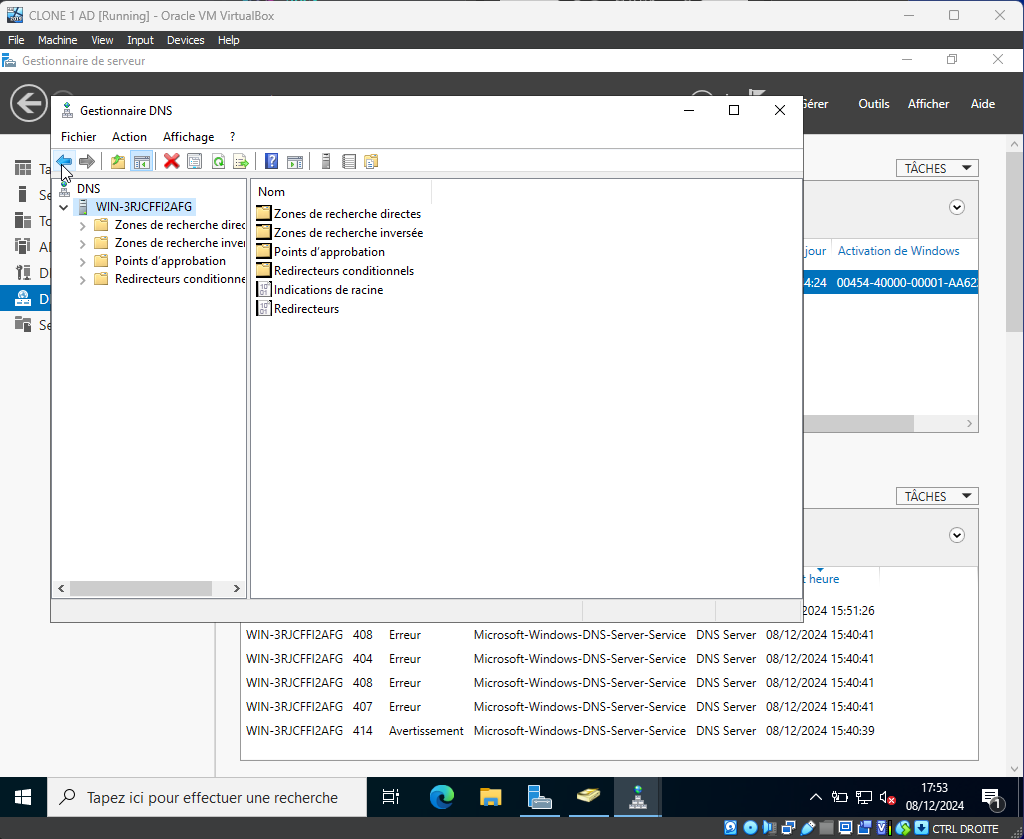 CLONE 1 AD [Running] - Oracle VM VirtualBox
File Machine View Input Devices Help
Gestionnaire de serveur
Gérer Outils Afficher Aide
Gestionnaire DNS
Fichier Action Affichage ?
TÂCHES
DNS
WIN-3RJCFFI2AFG
Zones de recherche direc
Zones de recherche inver
Points d'approbation
Redirecteurs conditionne
Nom
Zones de recherche directes
Zones de recherche inversée
Points d'approbation
Redirecteurs conditionnels
Indications de racine
Redirecteurs
jour Activation de Windows
4:24 00454-40000-00001-AA62
TÂCHES
heure
2024 15:51:26
WIN-3RJCFFI2AFG 408 Erreur Microsoft-Windows-DNS-Server-Service DNS Server 08/12/2024 15:40:41
WIN-3RJCFFI2AFG 404 Erreur Microsoft-Windows-DNS-Server-Service DNS Server 08/12/2024 15:40:41
WIN-3RJCFFI2AFG 408 Erreur Microsoft-Windows-DNS-Server-Service DNS Server 08/12/2024 15:40:41
WIN-3RJCFFI2AFG 407 Erreur Microsoft-Windows-DNS-Server-Service DNS Server 08/12/2024 15:40:41
WIN-3RJCFFI2AFG 414 Avertissement Microsoft-Windows-DNS-Server-Service DNS Server 08/12/2024 15:40:39
Tapez ici pour effectuer une recherche
17:53
08/12/2024
1
CTRL DROITE